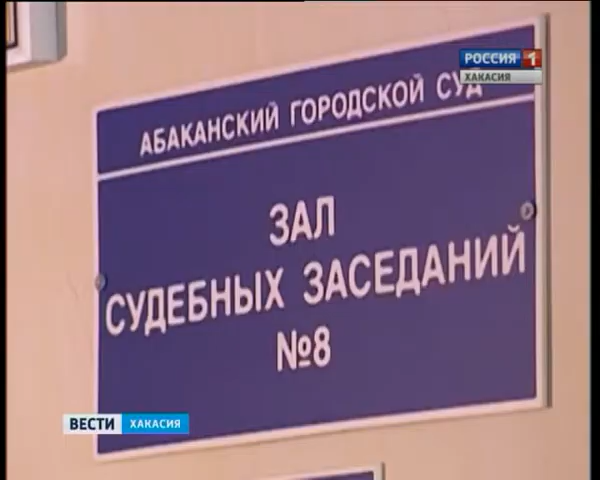 РОССИЯ 1
ХАКАСИЯ
АБАКАНСКИЙ ГОРОДСКОЙ СУД
ЗАЛ
СУДЕБНЫХ ЗАСЕДАНИЙ
№8
ВЕСТИ ХАКАСИЯ